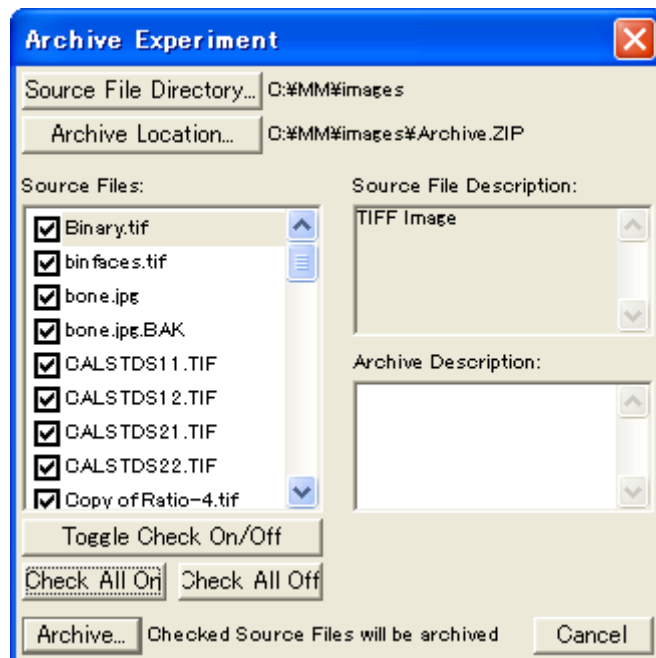 Archive Experiment
Source File Directory... C:¥MM¥images
Archive Location... C:¥MM¥images¥Archive.ZIP
Source Files:
Binary.tif
binfaces.tif
bone.jpg
bone.jpg.BAK
CALSTDS11.TIF
CALSTDS12.TIF
CALSTDS21.TIF
CALSTDS22.TIF
Copy of Ratio-4.tif
Source File Description:
TIFF Image
Archive Description:
Toggle Check On/Off
Check All On Check All Off
Archive... Checked Source Files will be archived Cancel